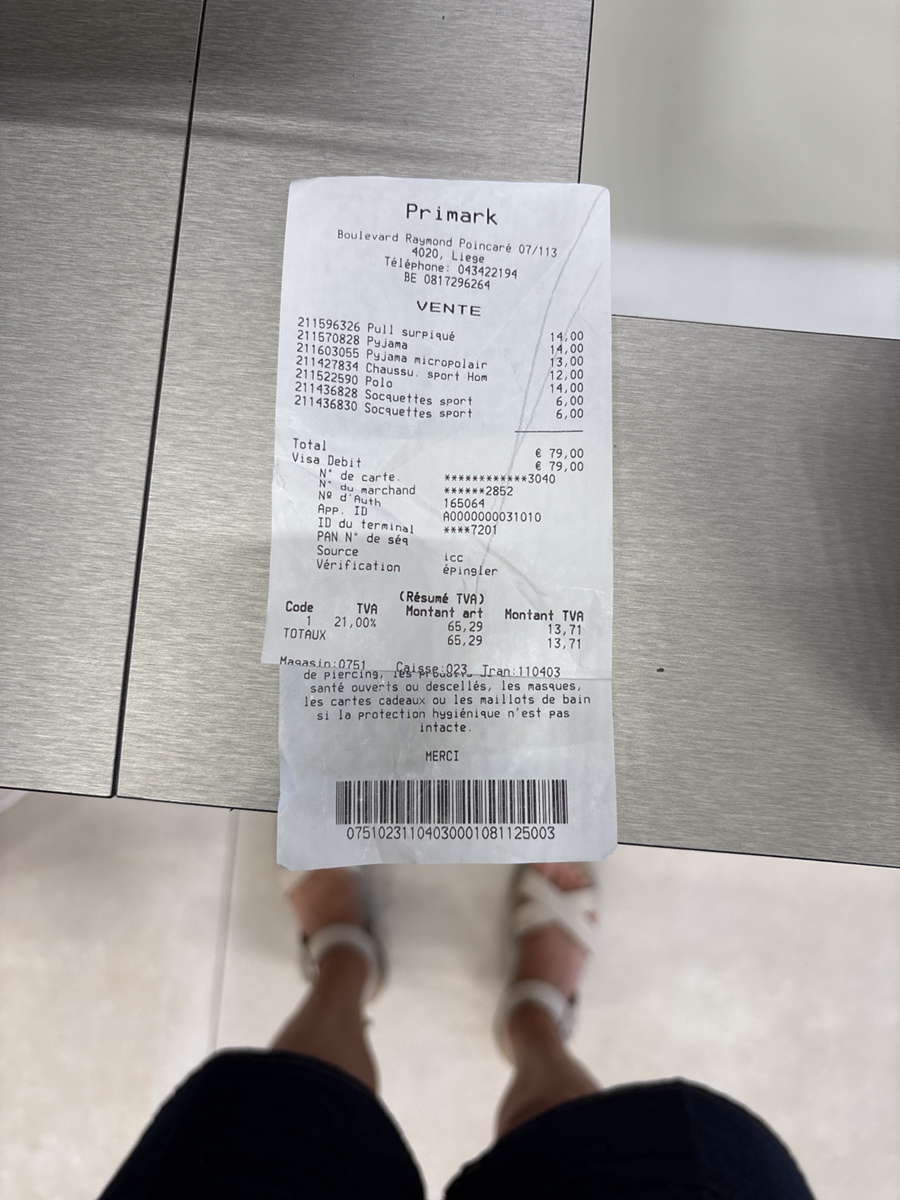 Primark
Boulevard Raymond Poincaré 07/113
4020, Liege
Téléphone: 043422194
BE 0817296264
VENTE
211596326 Pull surpiqué 14,00
211570828 Pyjama 14,00
211603055 Pyjama micropolair 13,00
211427834 Chaussu. sport Hom 12,00
211522590 Polo 14,00
211436828 Socquettes sport 6,00
211436830 Socquettes sport 6,00
Total € 79,00
Visa Debit € 79,00
N° de carte. ************3040
N° du marchand ******2852
Nº d'Auth 165064
App. ID A0000000031010
ID du terminal ****7201
PAN N° de séq
Source icc
Vérification épingler
(Résumé TVA)
Code TVA Montant art Montant TVA
1 21,00% 65,29 13,71
TOTAUX 65,29 13,71
Magasin:0751 Caisse:023 Tran:110403
de piercing, les produits
santé ouverts ou descellés, les masques,
les cartes cadeaux ou les maillots de bain
si la protection hygiénique n'est pas
intacte.
MERCI
07510231104030001081125003